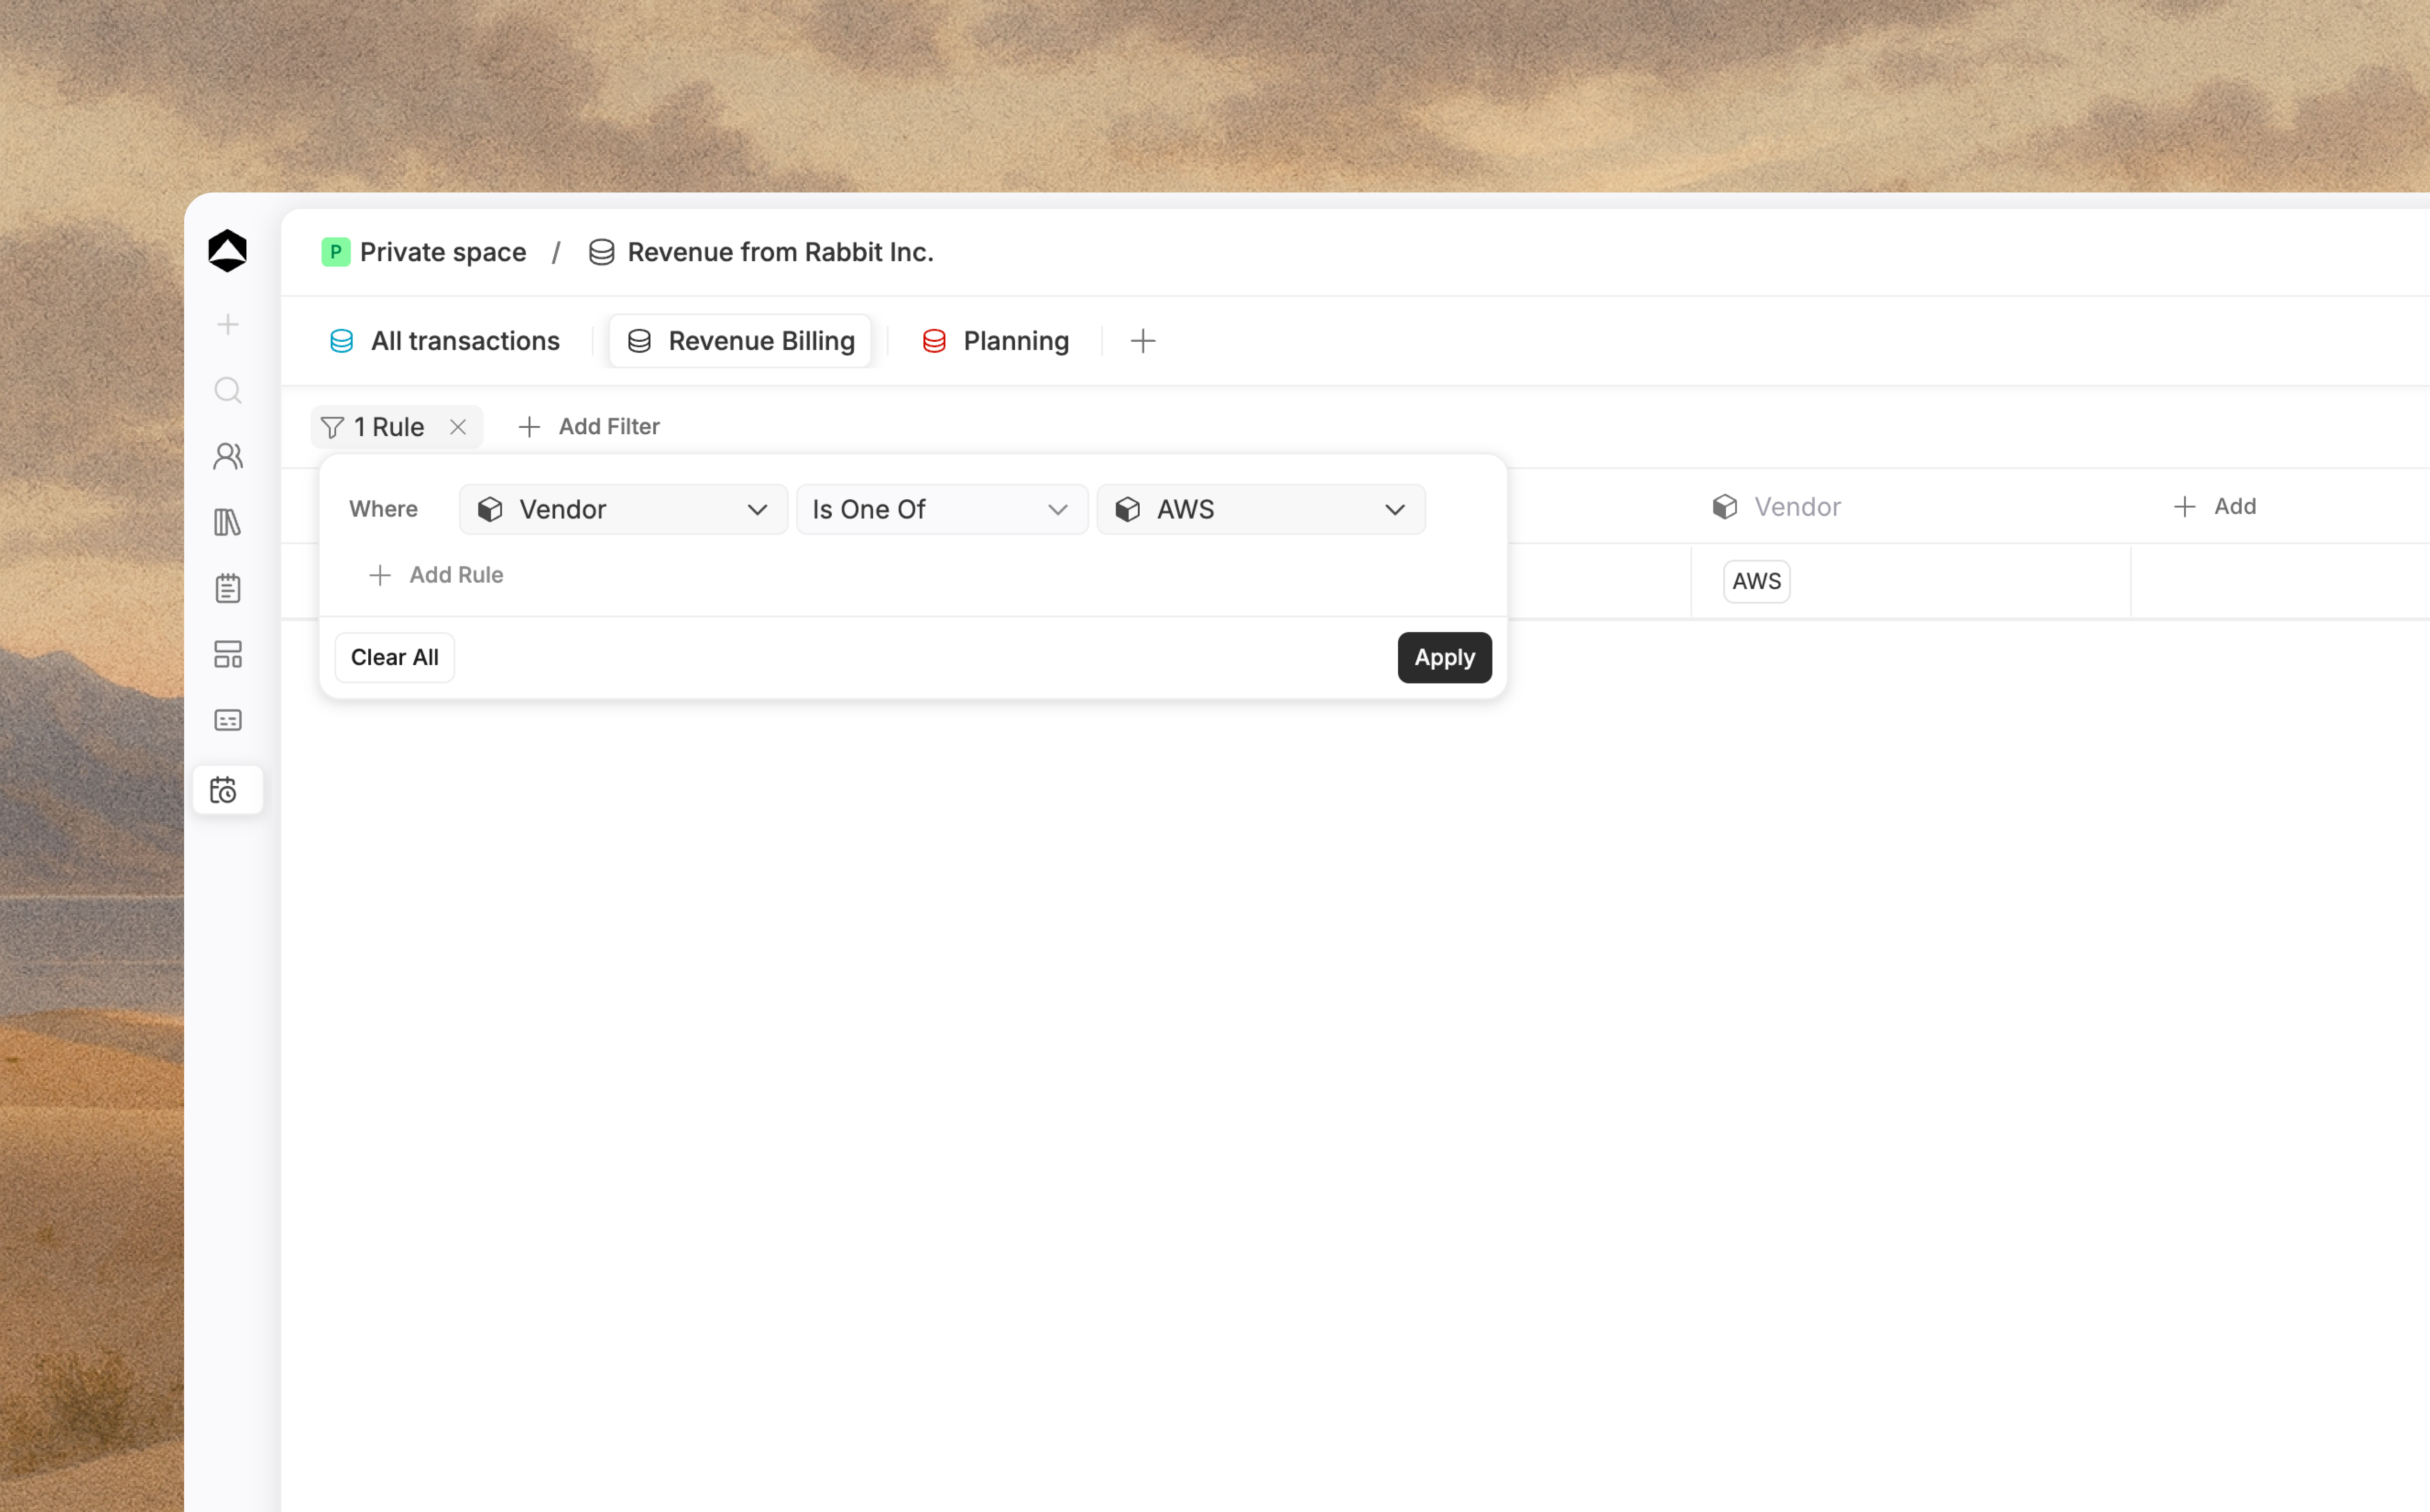 P Private space / Revenue from Rabbit Inc.
All transactions Revenue Billing Planning
1 Rule Add Filter
Where Vendor Is One Of AWS
Vendor Add
Add Rule
AWS
Clear All Apply